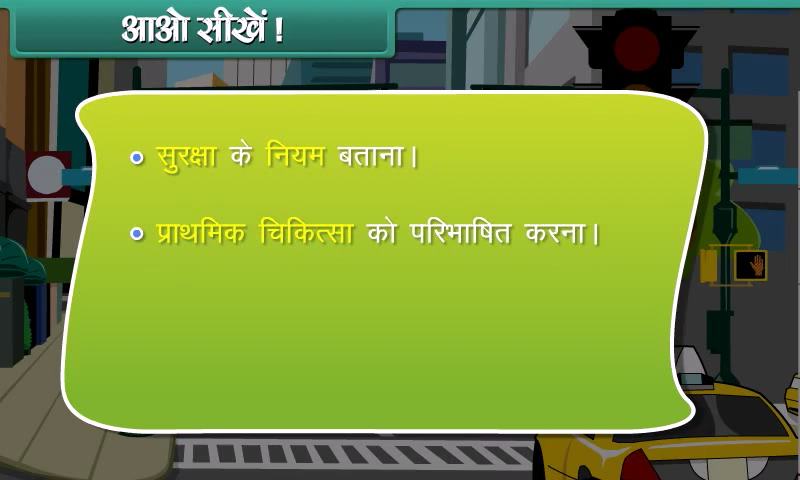 आओ सीखें!
सुरक्षा के नियम बताना।
प्राथमिक चिकित्सा को परिभाषित करना।